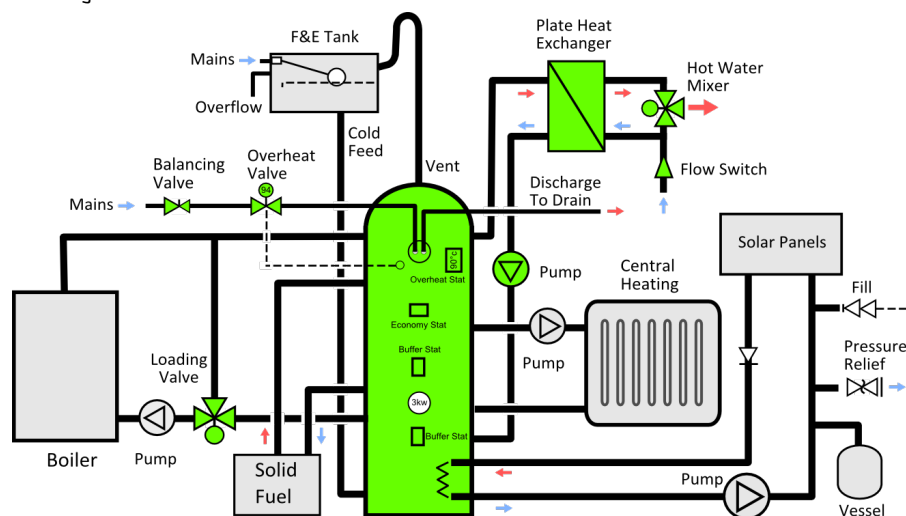 F&E Tank
Mains
Overflow
Cold
Feed
Vent
Plate Heat
Exchanger
Hot Water
Mixer
Flow Switch
Balancing
Valve
Overheat
Valve
94
Mains
Discharge
To Drain
90°c
Overheat Stat
Economy Stat
Buffer Stat
3kw
Buffer Stat
Pump
Central
Heating
Pump
Solar Panels
Fill
Pressure
Relief
Loading
Valve
Boiler
Pump
Solid
Fuel
Pump
Vessel